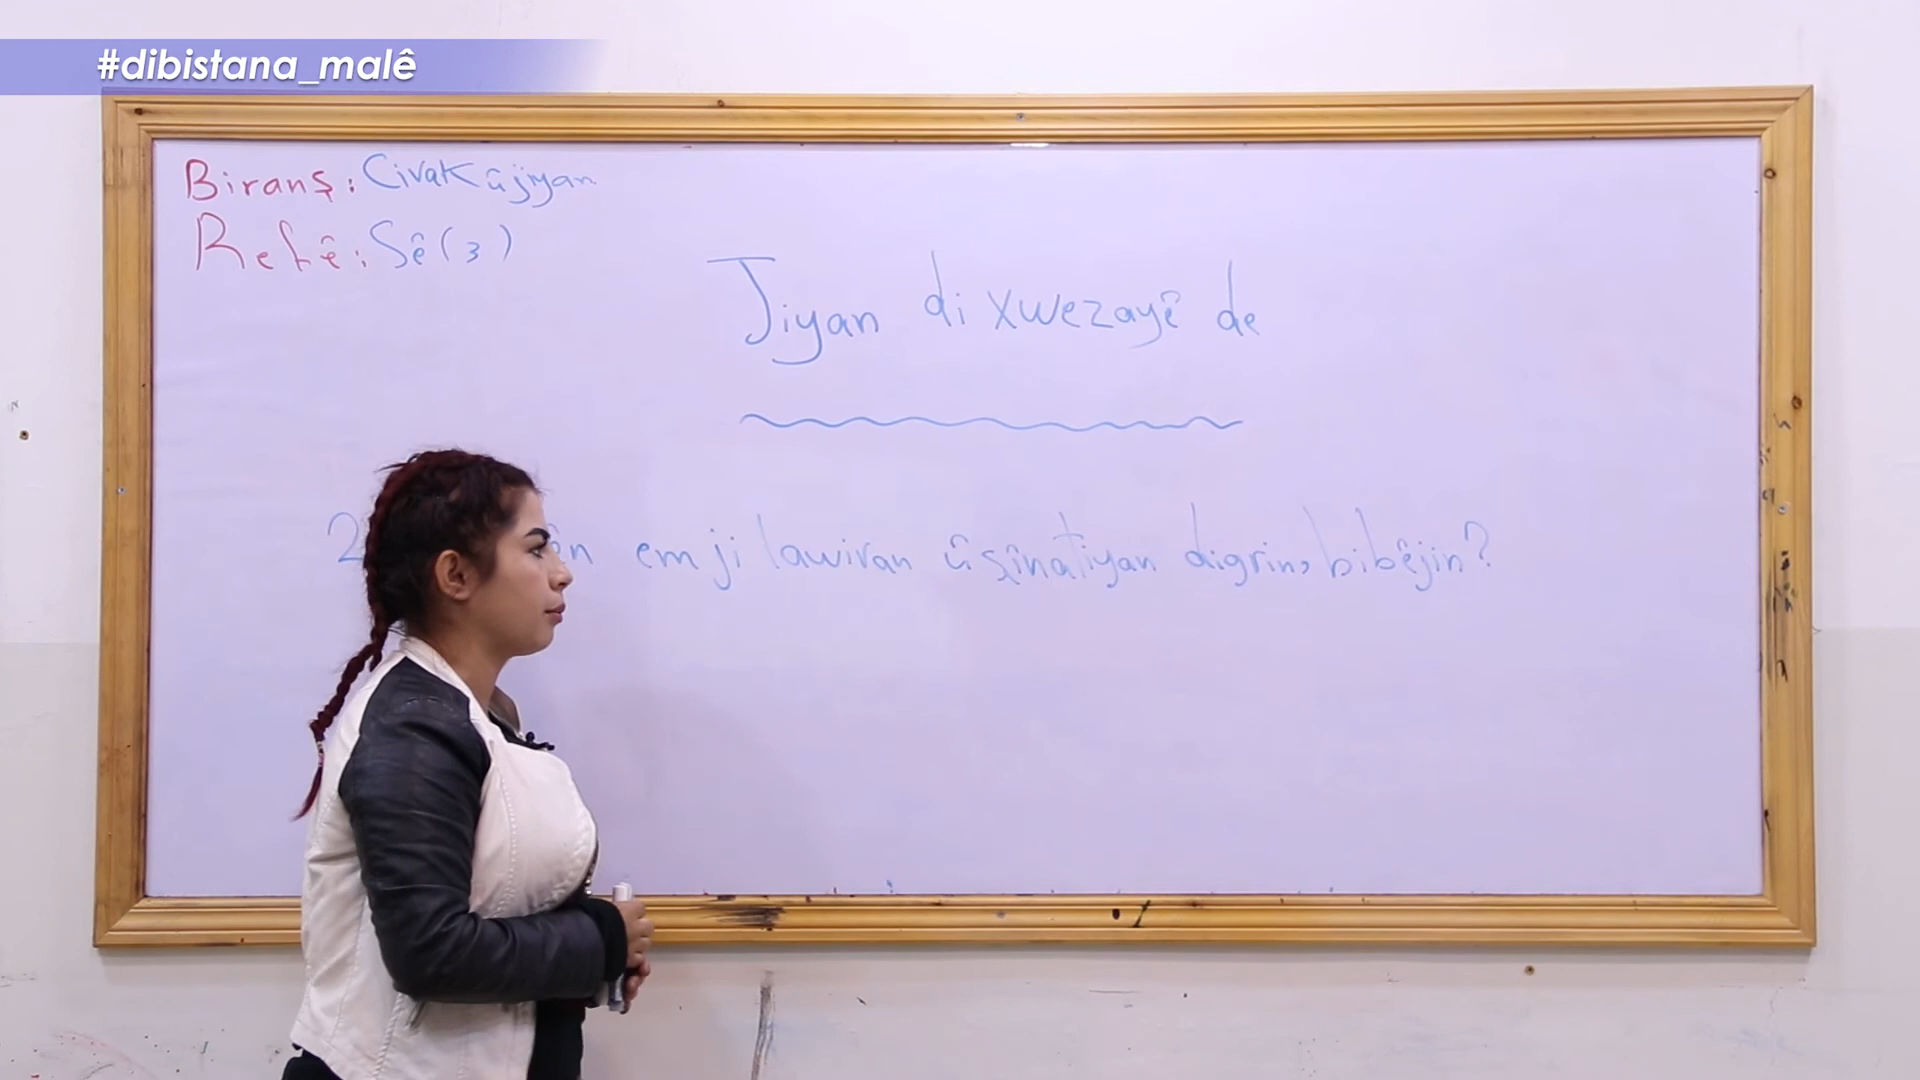 #dibistana_malê
Biranş: Civak û jiyan
Refê: Sê (3)
Jiyan di xwezayê de
em ji lawiran û şînatiyan digrin, bibêjin?